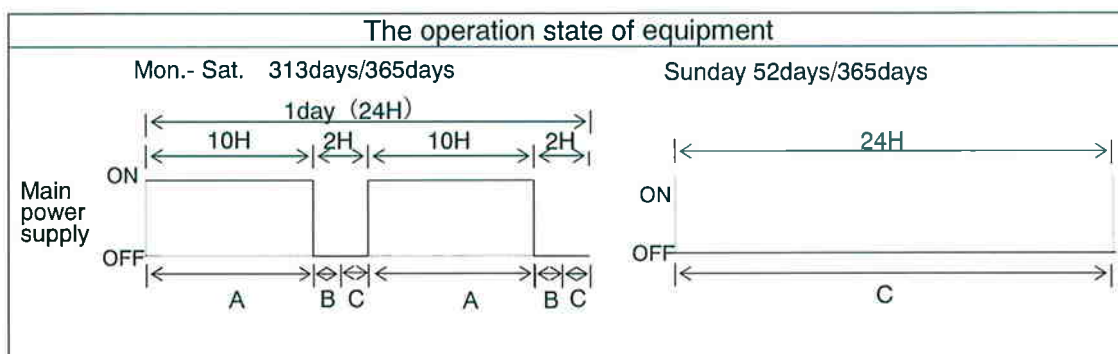 The operation state of equipment
Mon.- Sat. 313days/365days
Sunday 52days/365days
1day (24H)
10H 2H 10H 2H
24H
ON
Main
power
supply
OFF
A B C A B C
ON
OFF
C